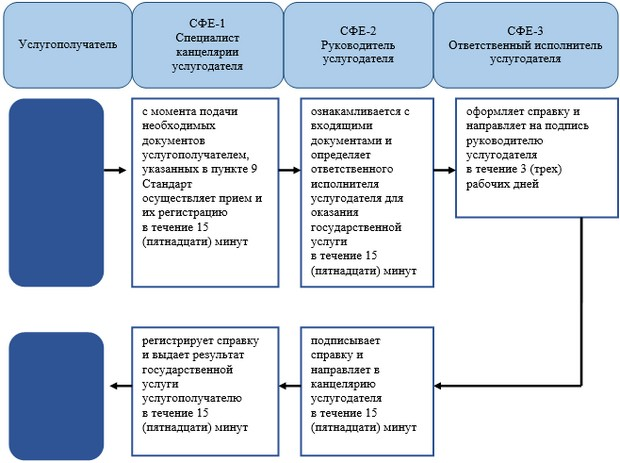 Услугополучатель
СФЕ-1
Специалист
канцелярии
услугодателя
СФЕ-2
Руководитель
услугодателя
СФЕ-3
Ответственный исполнитель
услугодателя
с момента подачи
необходимых
документов
услугополучателем,
указанных в пункте 9
Стандарт
осуществляет прием и
их регистрацию
в течение 15
(пятнадцати) минут
ознакамливается с
входящими
документами и
определяет
ответственного
исполнителя
услугодателя для
оказания
государственной
услуги
в течение 15
(пятнадцати) минут
оформляет справку и
направляет на подпись
руководителю
услугодателя
в течение 3 (трех)
рабочих дней
регистрирует справку
и выдает результат
государственной
услуги
услугополучателю
в течение 15
(пятнадцати) минут
подписывает
справку и
направляет в
канцелярию
услугодателя
в течение 15
(пятнадцати) минут